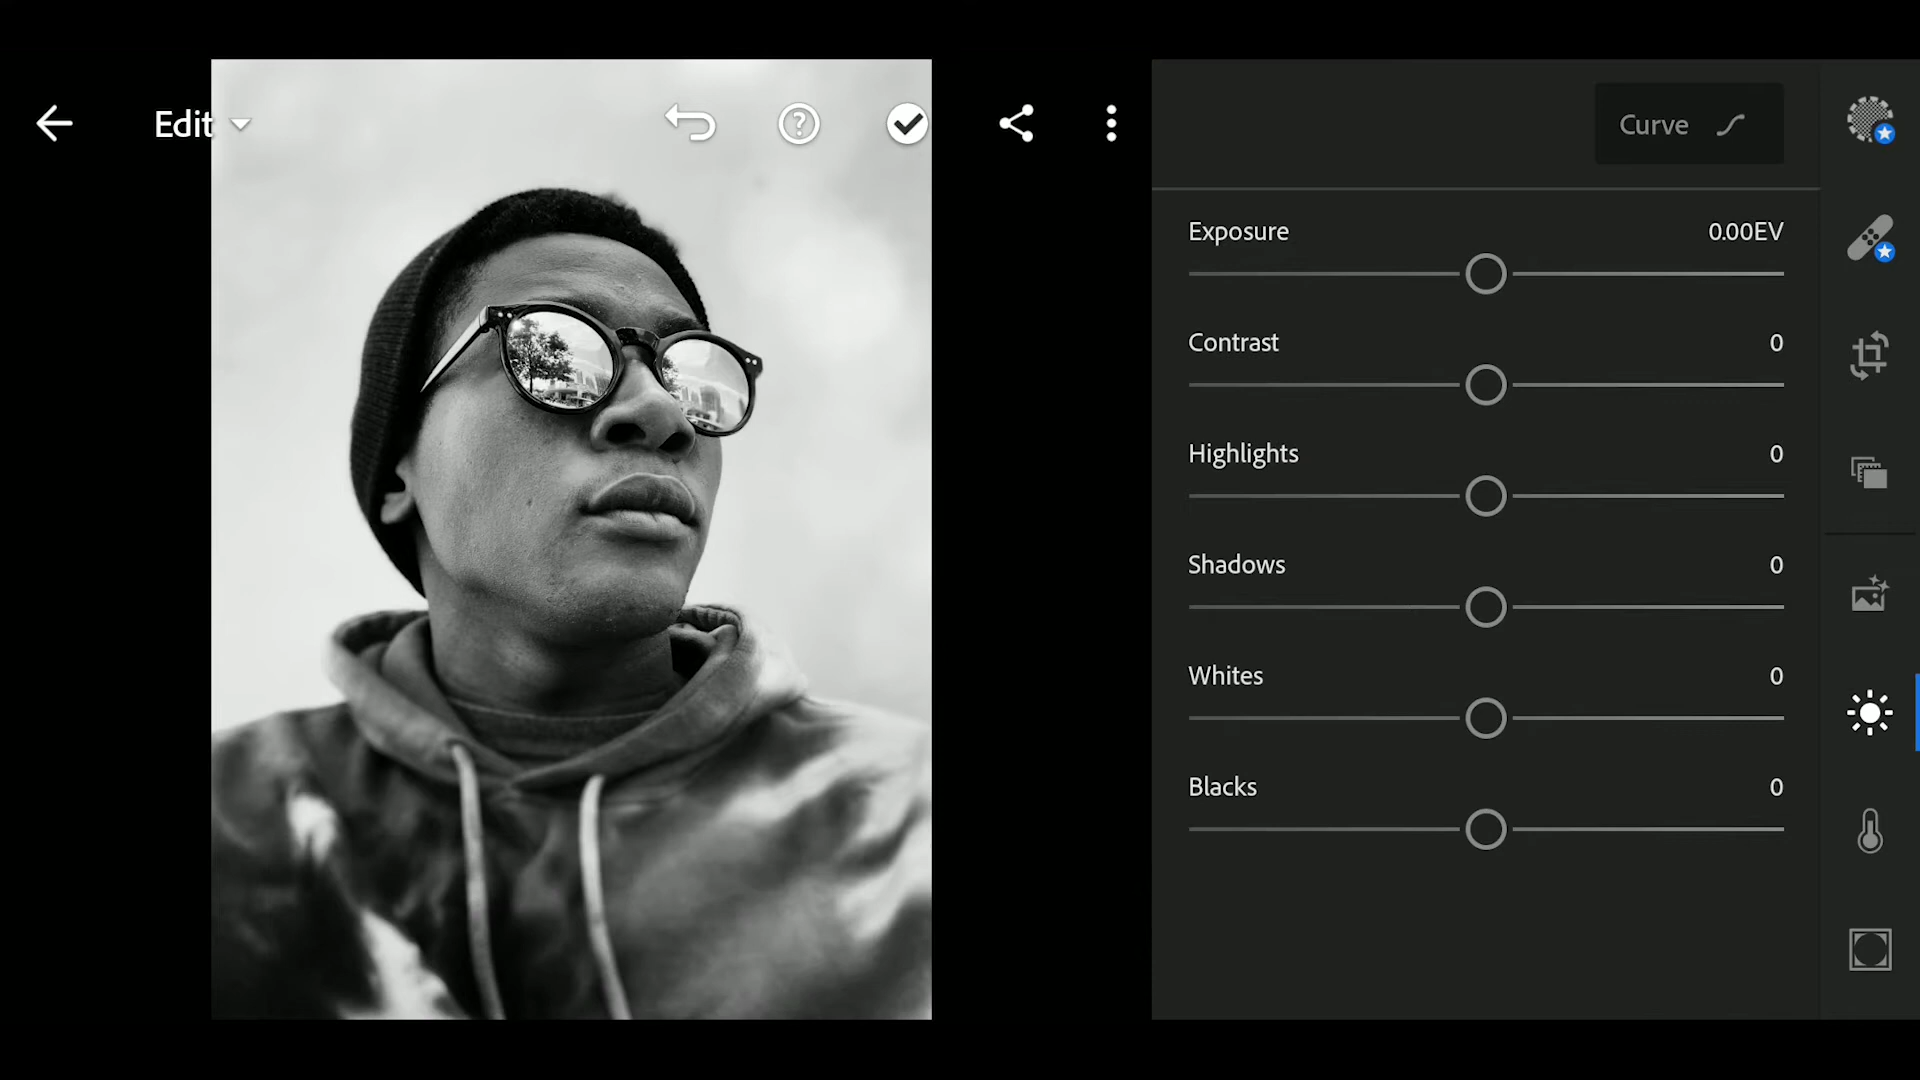 Edit
Curve
Exposure 0.00EV
Contrast 0
Highlights 0
Shadows 0
Whites 0
Blacks 0